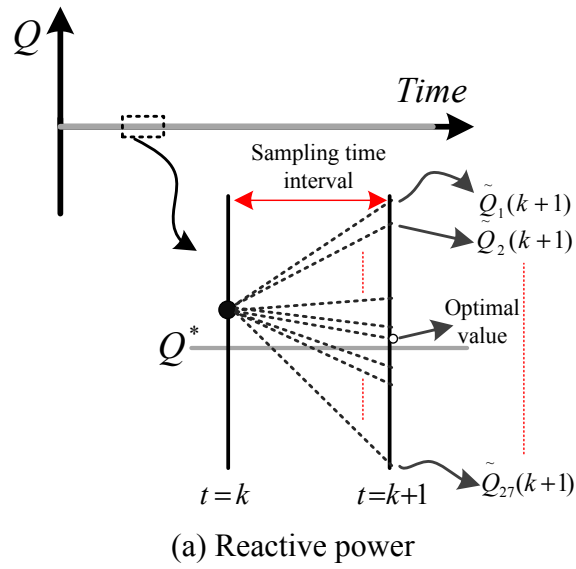 Q
Time
Sampling time
interval
Q̃₁(k+1)
Q̃₂(k+1)
Optimal
value
Q*
Q̃₂₇(k+1)
t=k
t=k+1
(a) Reactive power